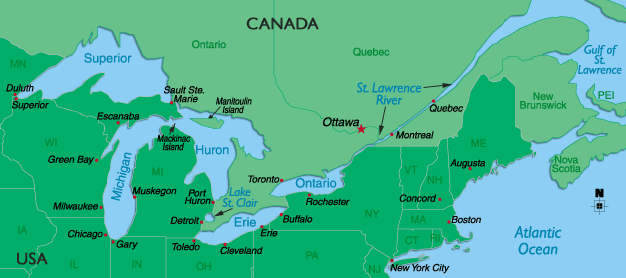 CANADA
Ontario
Quebec
Gulf of
St.
Lawrence
MN
Superior
Duluth
Superior
Sault Ste.
Marie
Manitoulin
Island
St. Lawrence
River
Quebec
New
Brunswick
PEI
Escanaba
Ottawa
Mackinac
Island
Montreal
WI
Huron
ME
Green Bay
Michigan
MI
Nova
Scotia
Augusta
Toronto
Ontario
VT
NH
Muskegon
Port
Huron
Lake
St. Clair
Rochester
Concord
N
Milwaukee
Detroit
Erie
Buffalo
NY
MA
Boston
IA
Chicago
Gary
Toledo
Cleveland
Erie
CT
RI
Atlantic
Ocean
USA
IL
IN
OH
PA
NJ
New York City